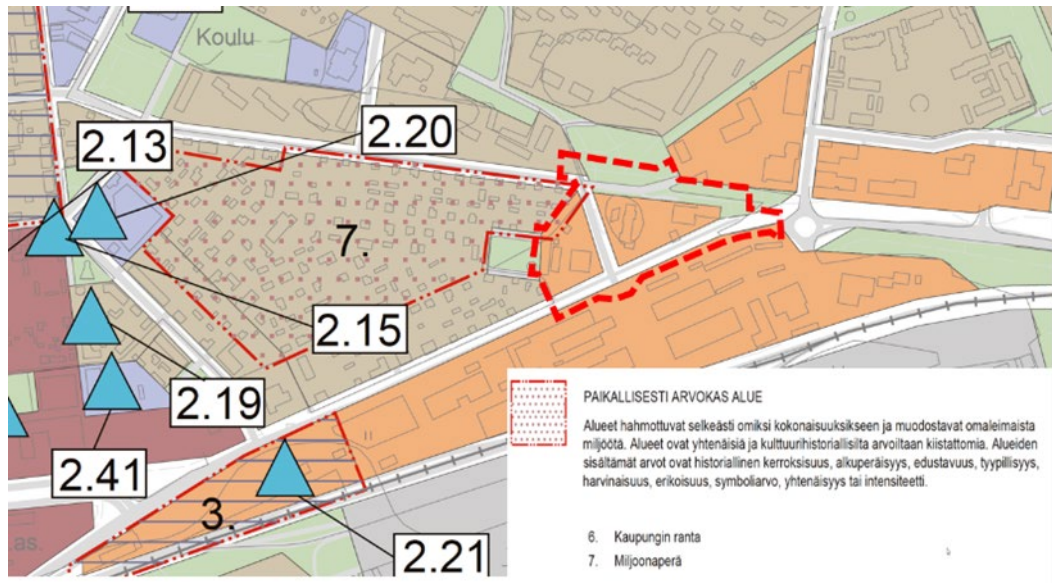 Koulu
2.13
2.20
7.
2.15
2.19
2.41
3.
2.21
as.
PAIKALLISESTI ARVOKAS ALUE
Alueet hahmottuvat selkeästi omiksi kokonaisuuksikseen ja muodostavat omaleimaista
miljöötä. Alueet ovat yhtenäisiä ja kulttuurihistoriallisilta arvoiltaan kiistattomia. Alueiden
sisältämät arvot ovat historiallinen kerroksisuus, alkuperäisyys, edustavuus, tyypillisyys,
harvinaisuus, erikoisuus, symboliarvo, yhtenäisyys tai intensiteetti.
6. Kaupungin ranta
7. Miljoonaperä